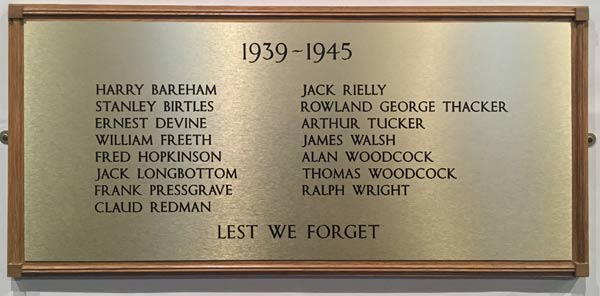 1939-1945
HARRY BAREHAM
STANLEY BIRTLES
ERNEST DEVINE
WILLIAM FREETH
FRED HOPKINSON
JACK LONGBOTTOM
FRANK PRESSGRAVE
CLAUD REDMAN
JACK RIELLY
ROWLAND GEORGE THACKER
ARTHUR TUCKER
JAMES WALSH
ALAN WOODCOCK
THOMAS WOODCOCK
RALPH WRIGHT
LEST WE FORGET